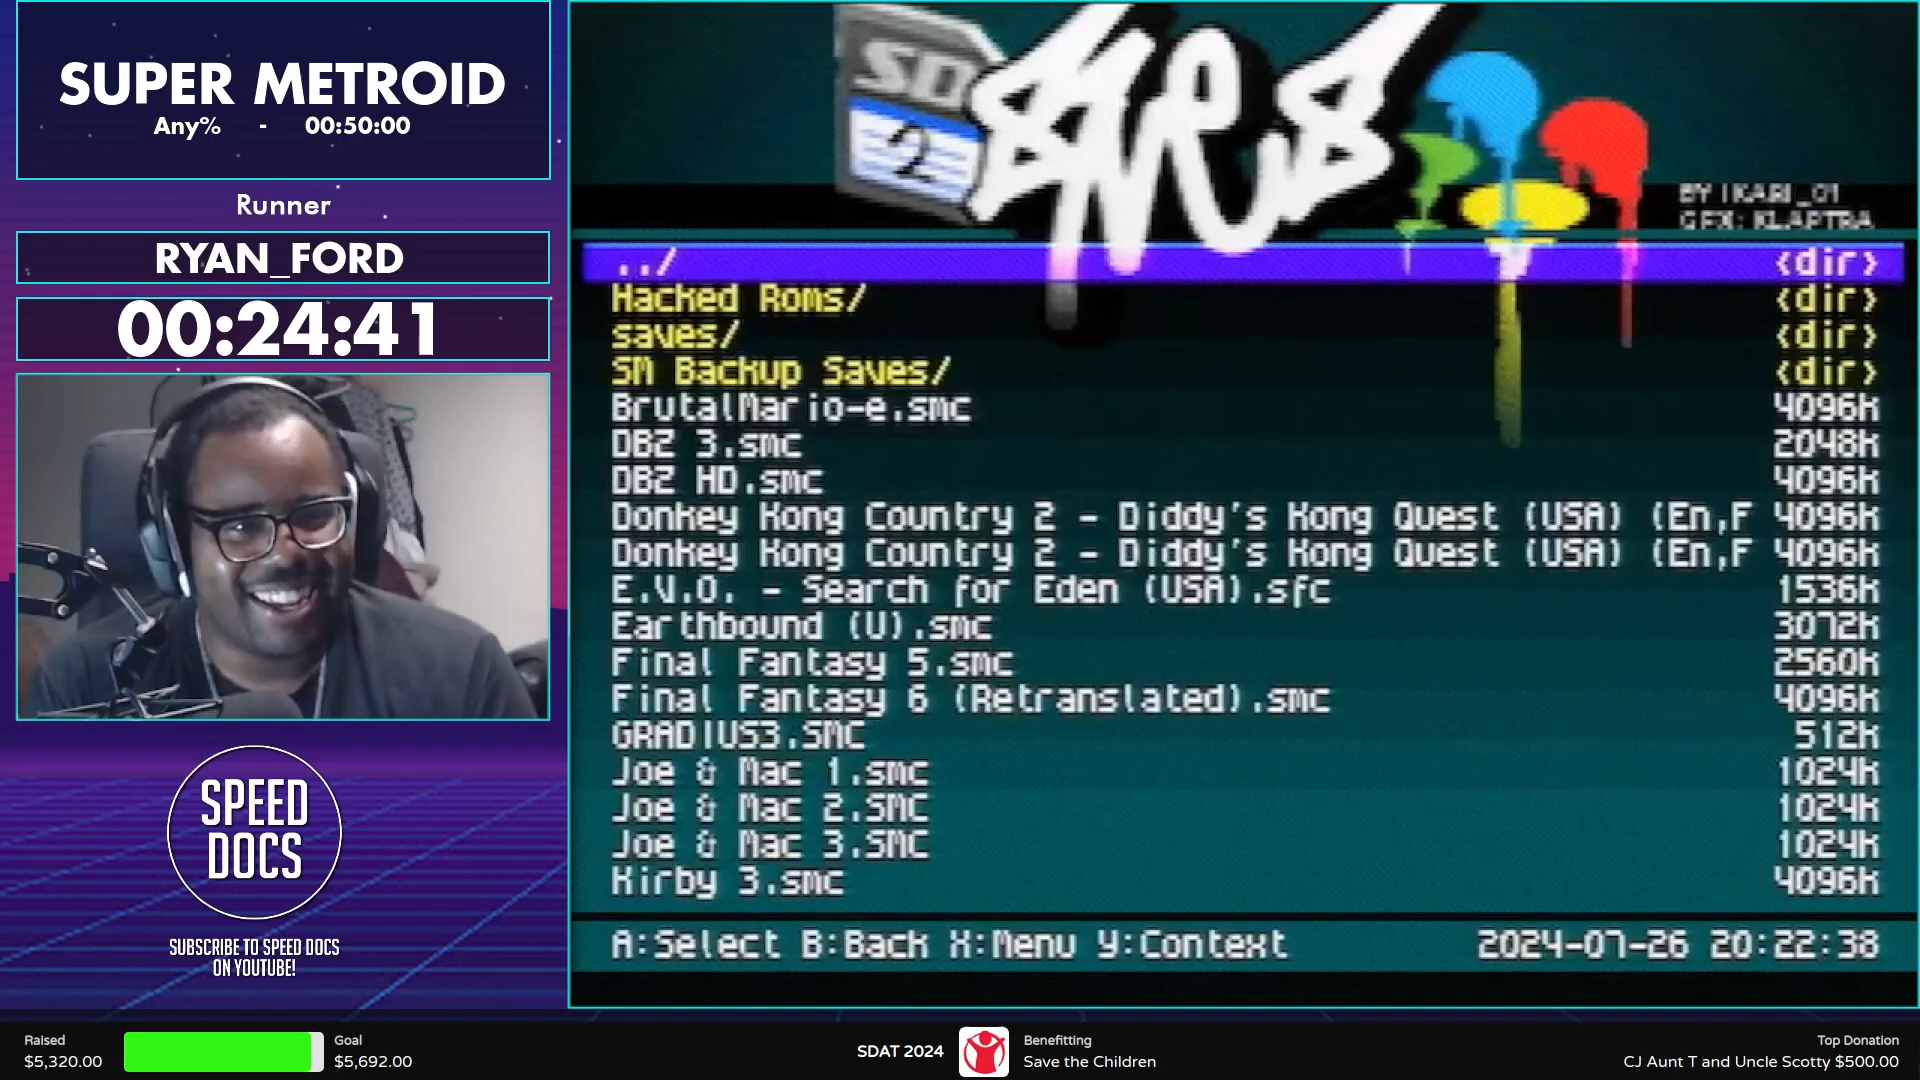 SUPER METROID
Any% - 00:50:00
Runner
RYAN_FORD
00:24:41
SPEED
DOCS
SUBSCRIBE TO SPEED DOCS
ON YOUTUBE!
SD
2
SNES
BY IKARI_01
GFX: KLAPTRA
../ <dir>
Hacked Roms/ <dir>
saves/ <dir>
SM Backup Saves/ <dir>
BrutalMario-e.smc 4096k
DBZ 3.smc 2048k
DBZ HD.smc 4096k
Donkey Kong Country 2 - Diddy's Kong Quest (USA) (En,F 4096k
Donkey Kong Country 2 - Diddy's Kong Quest (USA) (En,F 4096k
E.V.O. - Search for Eden (USA).sfc 1536k
Earthbound (U).smc 3072k
Final Fantasy 5.smc 2560k
Final Fantasy 6 (Retranslated).smc 4096k
GRADIUS3.SMC 512k
Joe & Mac 1.smc 1024k
Joe & Mac 2.SMC 1024k
Joe & Mac 3.SMC 1024k
Kirby 3.smc 4096k
A:Select B:Back X:Menu Y:Context 2024-07-26 20:22:38
Raised
$5,320.00
Goal
$5,692.00
SDAT 2024
Benefitting
Save the Children
Top Donation
CJ Aunt T and Uncle Scotty $500.00